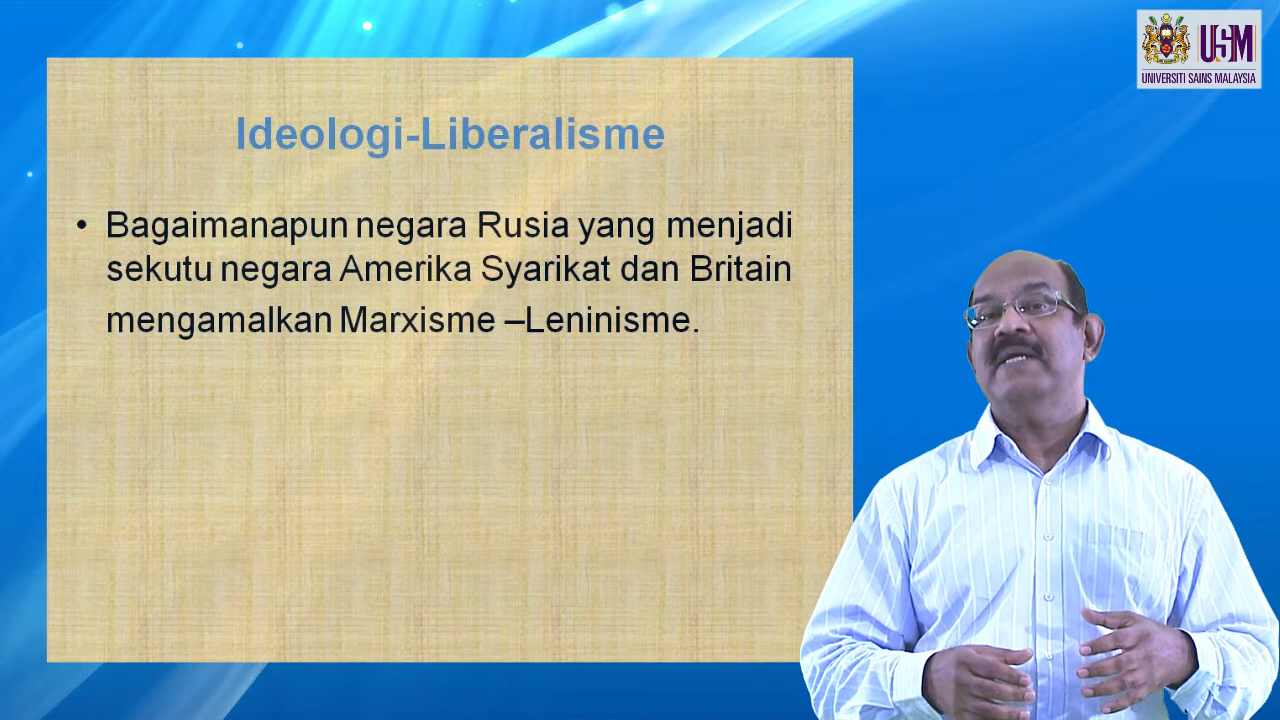 USM
UNIVERSITI SAINS MALAYSIA
Ideologi-Liberalisme
• Bagaimanapun negara Rusia yang menjadi
sekutu negara Amerika Syarikat dan Britain
mengamalkan Marxisme –Leninisme.